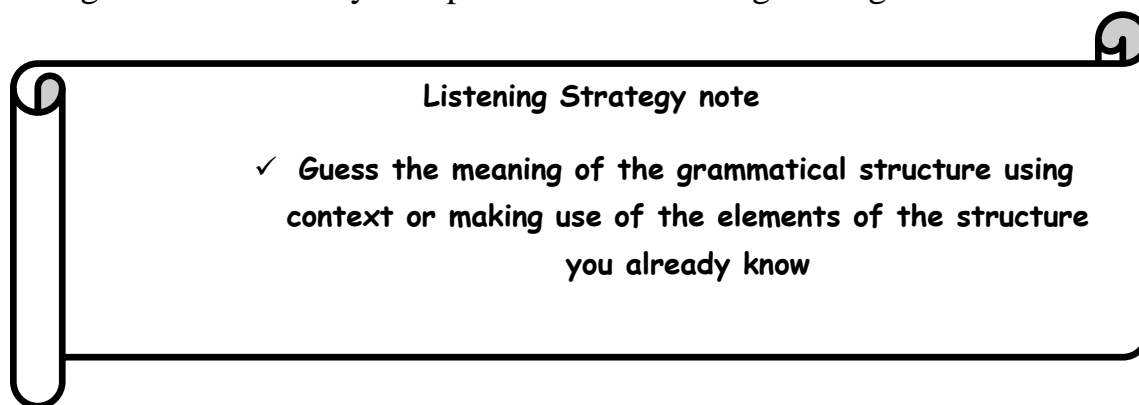 Listening Strategy note
✓ Guess the meaning of the grammatical structure using
context or making use of the elements of the structure
you already know